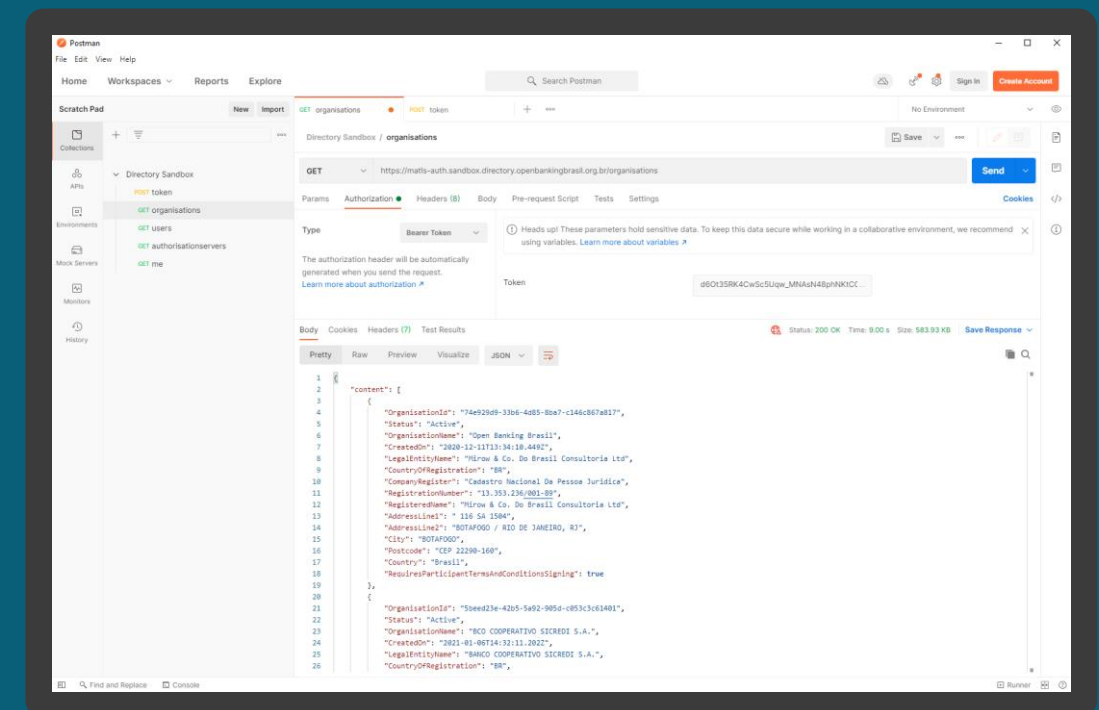 Postman
File Edit View Help
Home Workspaces Reports Explore
Search Postman
Sign In Create Account
Scratch Pad New Import
GET organisations POST token + No Environment
Directory Sandbox / organisations Save
Collections
APIs
Environments
Mock Servers
Monitors
History
Directory Sandbox
POST token
GET organisations
GET users
GET authorisationservers
GET me
GET https://matls-auth.sandbox.directory.openbankingbrasil.org.br/organisations Send
Params Authorization Headers (8) Body Pre-request Script Tests Settings Cookies
Type Bearer Token
Heads up! These parameters hold sensitive data. To keep this data secure while working in a collaborative environment, we recommend
using variables. Learn more about variables
The authorization header will be automatically
generated when you send the request.
Learn more about authorization
Token
Body Cookies Headers (7) Test Results Status: 200 OK Time: 9.00 s Size: 583.93 KB Save Response
Pretty Raw Preview Visualize JSON
1 {
2 "content": [
3 {
4 "OrganisationId": "74e929d9-33b6-4d85-8ba7-c146c867a817",
5 "Status": "Active",
6 "OrganisationName": "Open Banking Brasil",
7 "CreatedOn": "2020-12-11T13:34:10.449Z",
8 "LegalEntityName": "Mirow & Co. Do Brasil Consultoria Ltd",
9 "CountryOfRegistration": "BR",
10 "CompanyRegister": "Cadastro Nacional Da Pessoa Jurídica",
11 "RegistrationNumber": "13.353.236/001-89",
12 "RegisteredName": "Mirow & Co. Do Brasil Consultoria Ltd",
13 "AddressLine1": " 116 SA 1504",
14 "AddressLine2": "BOTAFOGO / RIO DE JANEIRO, RJ",
15 "City": "BOTAFOGO",
16 "Postcode": "CEP 22290-160",
17 "Country": "Brasil",
18 "RequiresParticipantTermsAndConditionsSigning": true
19 },
20 {
21 "OrganisationId": "5beed23e-42b5-5a92-905d-c053c3c61401",
22 "Status": "Active",
23 "OrganisationName": "BCO COOPERATIVO SICREDI S.A.",
24 "CreatedOn": "2021-01-06T14:32:11.202Z",
25 "LegalEntityName": "BANCO COOPERATIVO SICREDI S.A.",
26 "CountryOfRegistration": "BR",
Find and Replace Console Runner